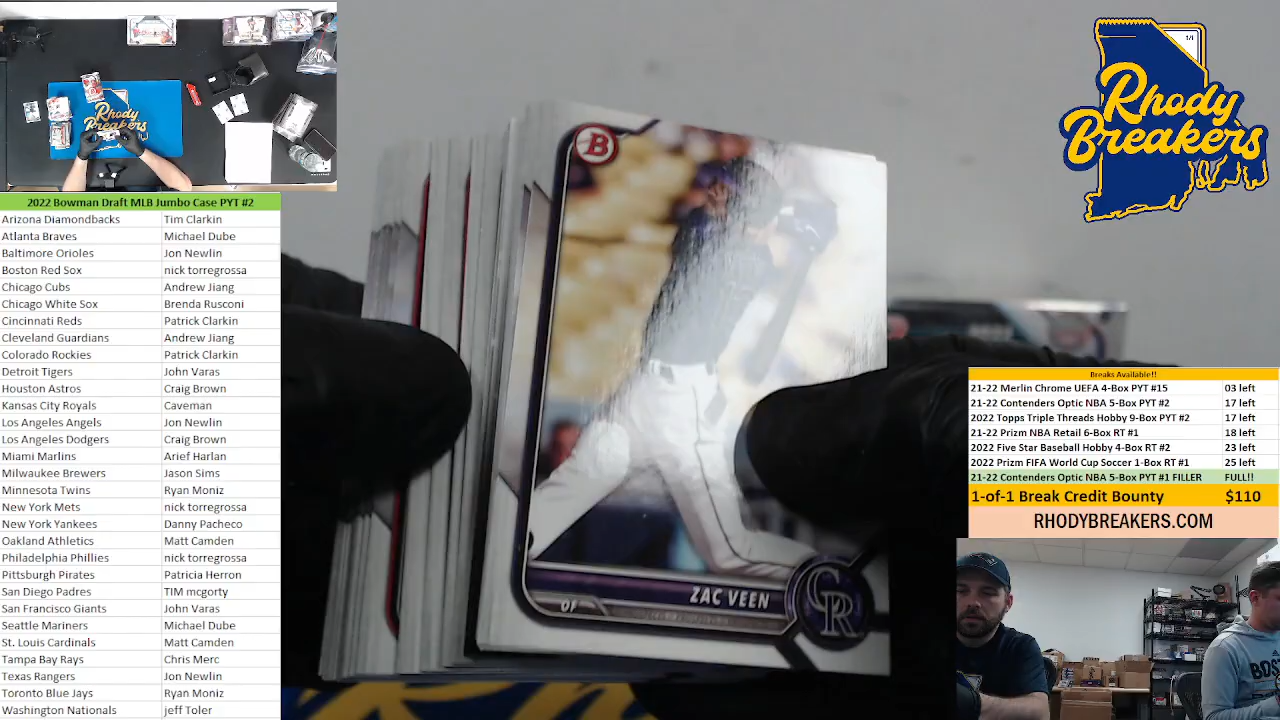 1/1
Rhody
Breakers
Rhody
Breakers
2022 Bowman Draft MLB Jumbo Case PYT #2
Arizona Diamondbacks Tim Clarkin
Atlanta Braves Michael Dube
Baltimore Orioles Jon Newlin
Boston Red Sox nick torregrossa
Chicago Cubs Andrew Jiang
Chicago White Sox Brenda Rusconi
Cincinnati Reds Patrick Clarkin
Cleveland Guardians Andrew Jiang
Colorado Rockies Patrick Clarkin
Detroit Tigers John Varas
Houston Astros Craig Brown
Kansas City Royals Caveman
Los Angeles Angels Jon Newlin
Los Angeles Dodgers Craig Brown
Miami Marlins Arief Harlan
Milwaukee Brewers Jason Sims
Minnesota Twins Ryan Moniz
New York Mets nick torregrossa
New York Yankees Danny Pacheco
Oakland Athletics Matt Camden
Philadelphia Phillies nick torregrossa
Pittsburgh Pirates Patricia Herron
San Diego Padres TIM mcgorty
San Francisco Giants John Varas
Seattle Mariners Michael Dube
St. Louis Cardinals Matt Camden
Tampa Bay Rays Chris Merc
Texas Rangers Jon Newlin
Toronto Blue Jays Ryan Moniz
Washington Nationals jeff Toler
B
ZAC VEEN
OF
CR
Breaks Available!!
21-22 Merlin Chrome UEFA 4-Box PYT #15 03 left
21-22 Contenders Optic NBA 5-Box PYT #2 17 left
2022 Topps Triple Threads Hobby 9-Box PYT #2 17 left
21-22 Prizm NBA Retail 6-Box RT #1 18 left
2022 Five Star Baseball Hobby 4-Box RT #2 23 left
2022 Prizm FIFA World Cup Soccer 1-Box RT #1 25 left
21-22 Contenders Optic NBA 5-Box PYT #1 FILLER FULL!!
1-of-1 Break Credit Bounty $110
RHODYBREAKERS.COM